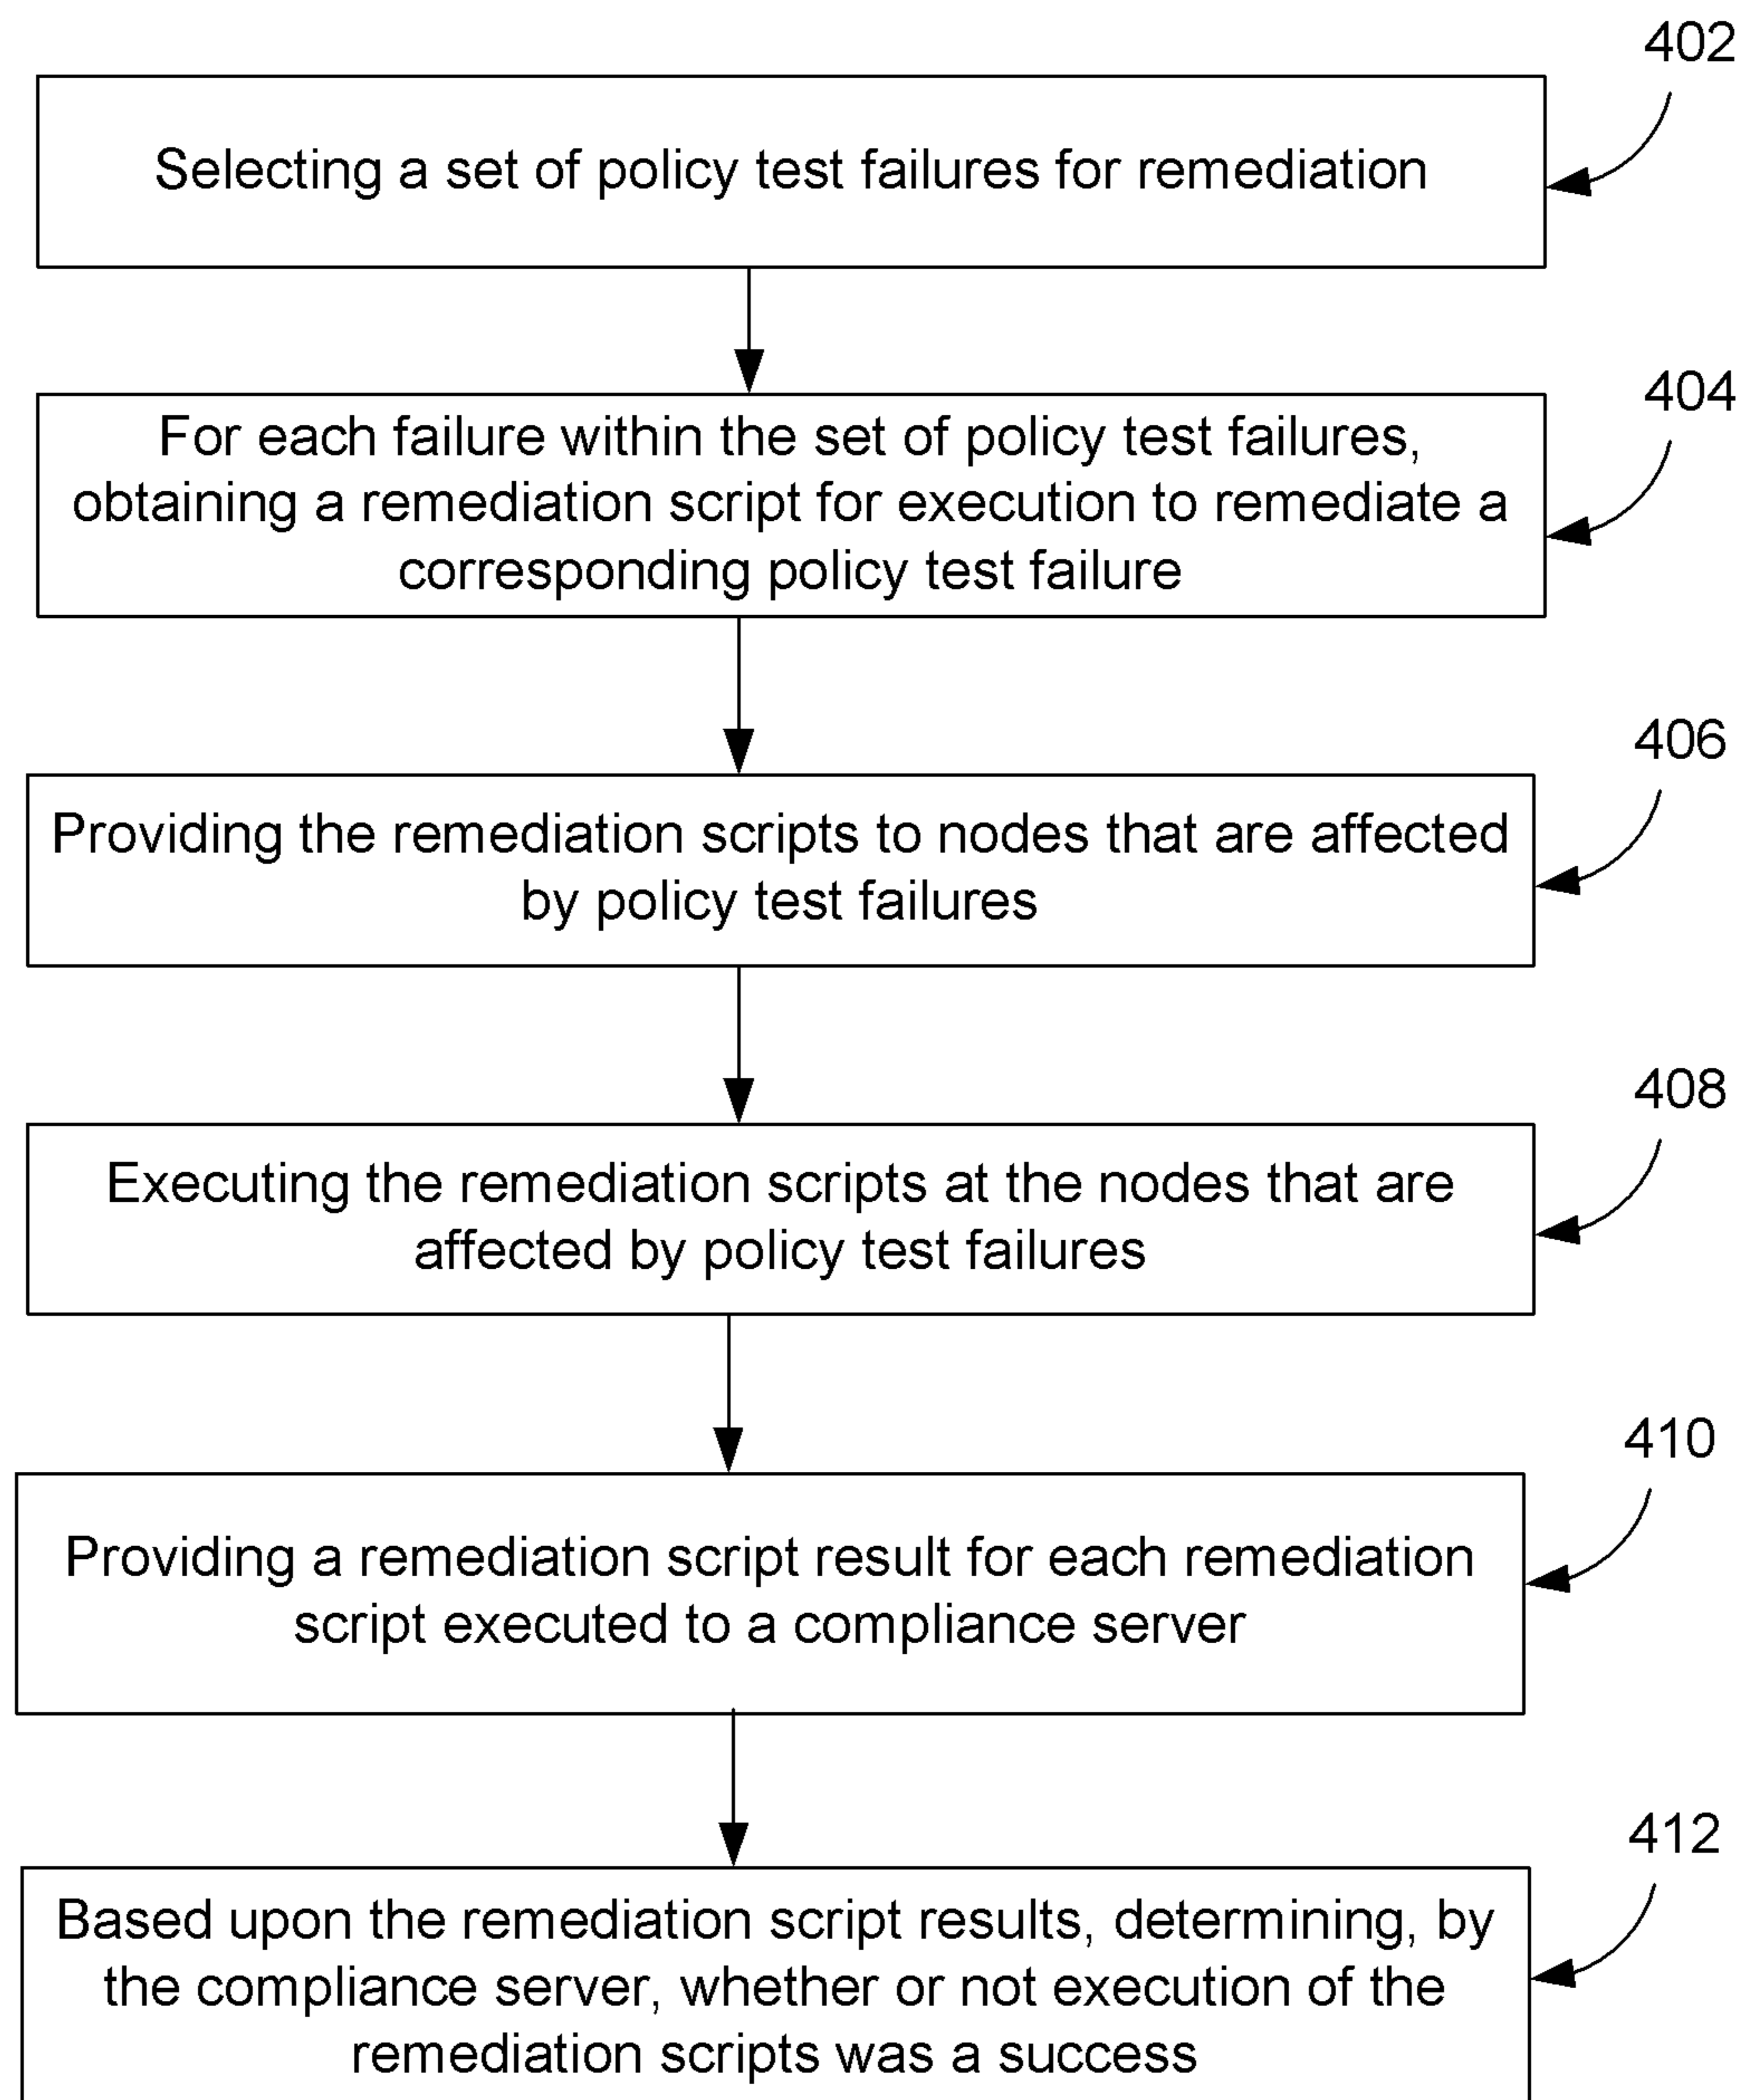 402
Selecting a set of policy test failures for remediation
404
For each failure within the set of policy test failures,
obtaining a remediation script for execution to remediate a
corresponding policy test failure
406
Providing the remediation scripts to nodes that are affected
by policy test failures
408
Executing the remediation scripts at the nodes that are
affected by policy test failures
410
Providing a remediation script result for each remediation
script executed to a compliance server
412
Based upon the remediation script results, determining, by
the compliance server, whether or not execution of the
remediation scripts was a success